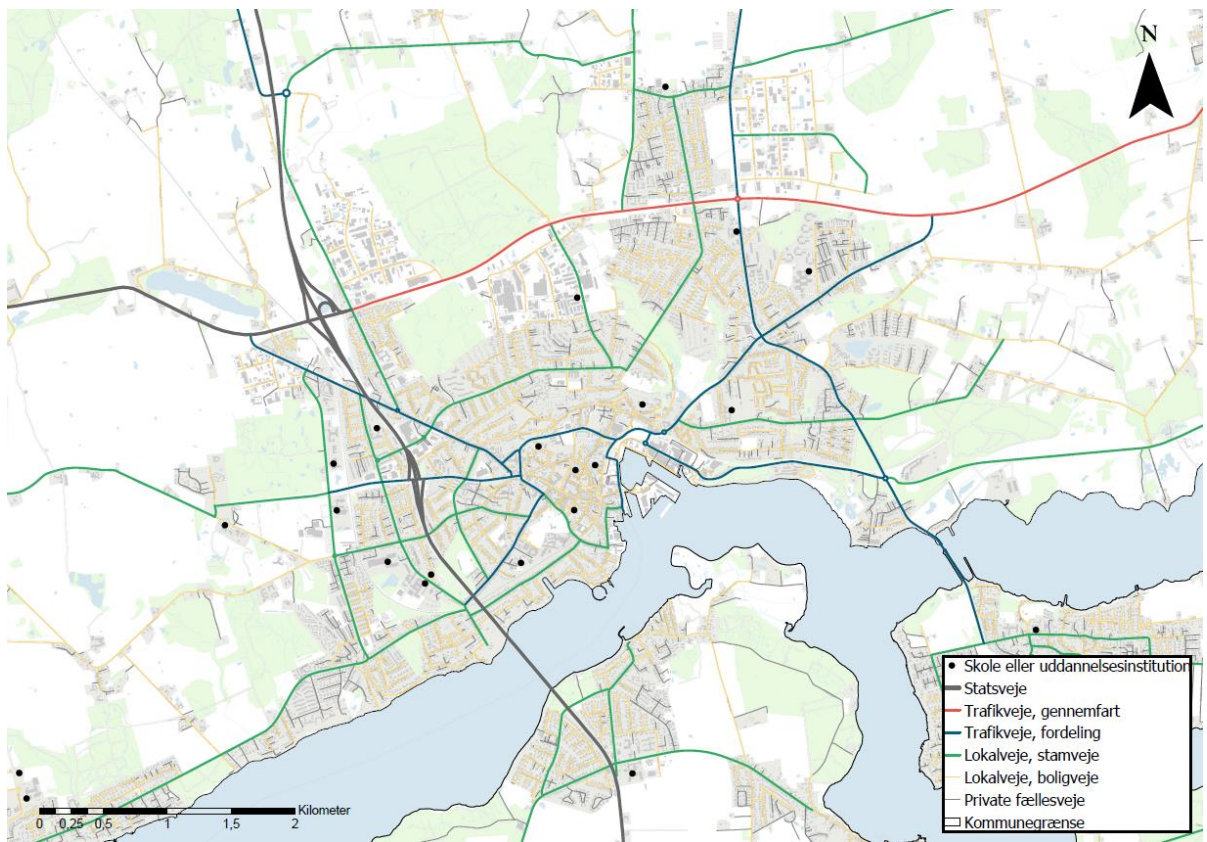 N
Skole eller uddannelsesinstitution
Statsveje
Trafikveje, gennemfart
Trafikveje, fordeling
Lokalveje, stamveje
Lokalveje, boligveje
Private fællesveje
Kommunegrænse
Kilometer
0 0,25 0,5 1 1,5 2